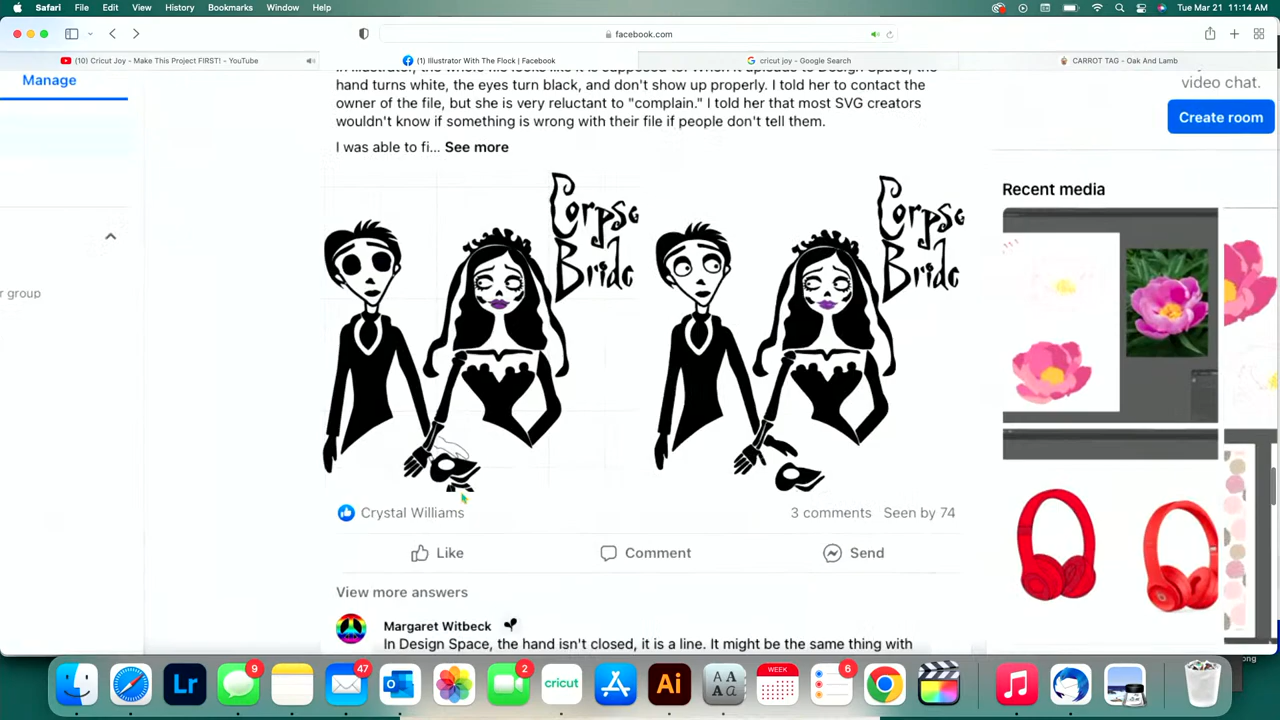 Safari File Edit View History Bookmarks Window Help
Tue Mar 21 11:14 AM
facebook.com
(10) Cricut Joy - Make This Project FIRST! - YouTube
(1) Illustrator With The Flock | Facebook
cricut joy - Google Search
CARROT TAG - Oak And Lamb
Manage
r group
hand turns white, the eyes turn black, and don't show up properly. I told her to contact the
owner of the file, but she is very reluctant to "complain." I told her that most SVG creators
wouldn't know if something is wrong with their file if people don't tell them.
I was able to fi... See more
Corpse
Bride
Corpse
Bride
Crystal Williams
3 comments Seen by 74
Like
Comment
Send
View more answers
Margaret Witbeck
In Design Space, the hand isn't closed, it is a line. It might be the same thing with
video chat.
Create room
Recent media
Lr
9
47
cricut
2
Ai
A A
A a
WEEK
6